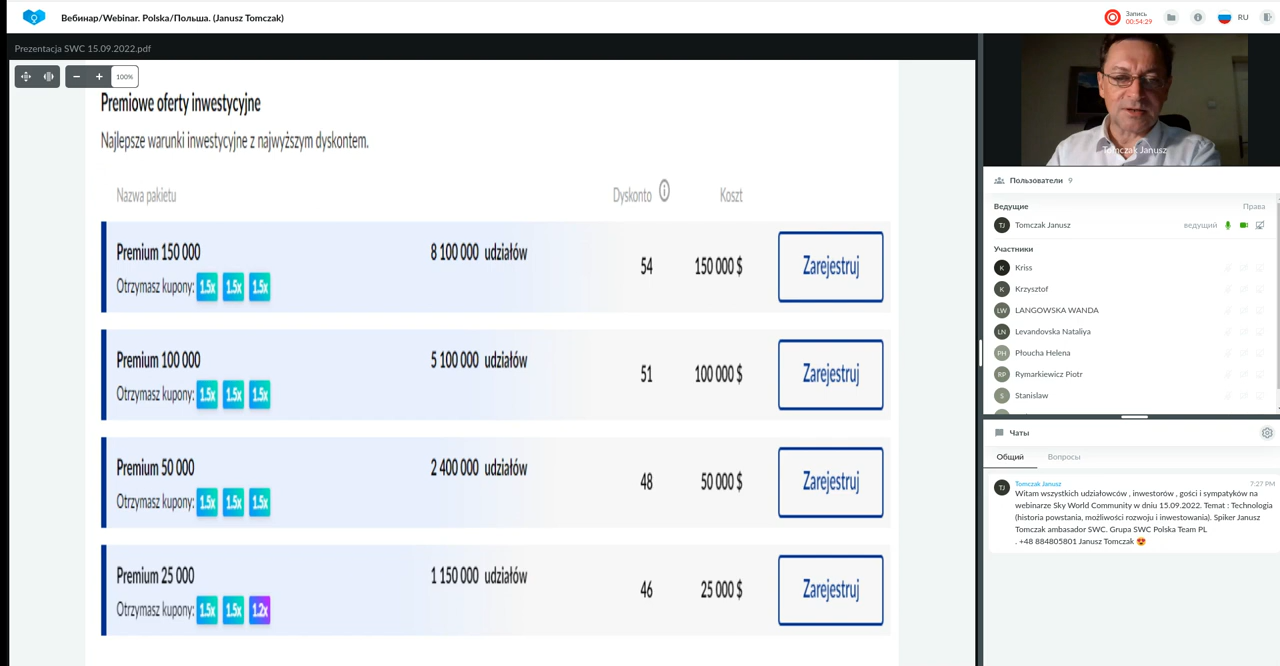 Вебинар/Webinar. Polska/Польша. (Janusz Tomczak)
Запись
00:54:29
RU
Prezentacja SWC 15.09.2022.pdf
100%
Premiowe oferty inwestycyjne
Najlepsze warunki inwestycyjne z najwyższym dyskontem.
Nazwa pakietu
Dyskonto
Koszt
Premium 150 000
8 100 000 udziałów
54
150 000 $
Zarejestruj
Otrzymasz kupony: 1.5x 1.5x 1.5x
Premium 100 000
5 100 000 udziałów
51
100 000 $
Zarejestruj
Otrzymasz kupony: 1.5x 1.5x 1.5x
Premium 50 000
2 400 000 udziałów
48
50 000 $
Zarejestruj
Otrzymasz kupony: 1.5x 1.5x 1.5x
Premium 25 000
1 150 000 udziałów
46
25 000 $
Zarejestruj
Otrzymasz kupony: 1.5x 1.5x 1.2x
Tomczak Janusz
Пользователи 9
Ведущие
Права
TJ Tomczak Janusz ведущий
Участники
K Kriss
K Krzysztof
LW LANGOWSKA WANDA
LN Levandovska Nataliya
PH Płoucha Helena
RP Rymarkiewicz Piotr
S Stanislaw
Чаты
Общий
Вопросы
TJ
Tomczak Janusz 7:27 PM
Witam wszystkich udziałowców , inwestorów , gości i sympatyków na
webinarze Sky World Community w dniu 15.09.2022. Temat : Technologia
(historia powstania, możliwości rozwoju i inwestowania). Spiker Janusz
Tomczak ambasador SWC. Grupa SWC Polska Team PL
. +48 884805801 Janusz Tomczak 😍